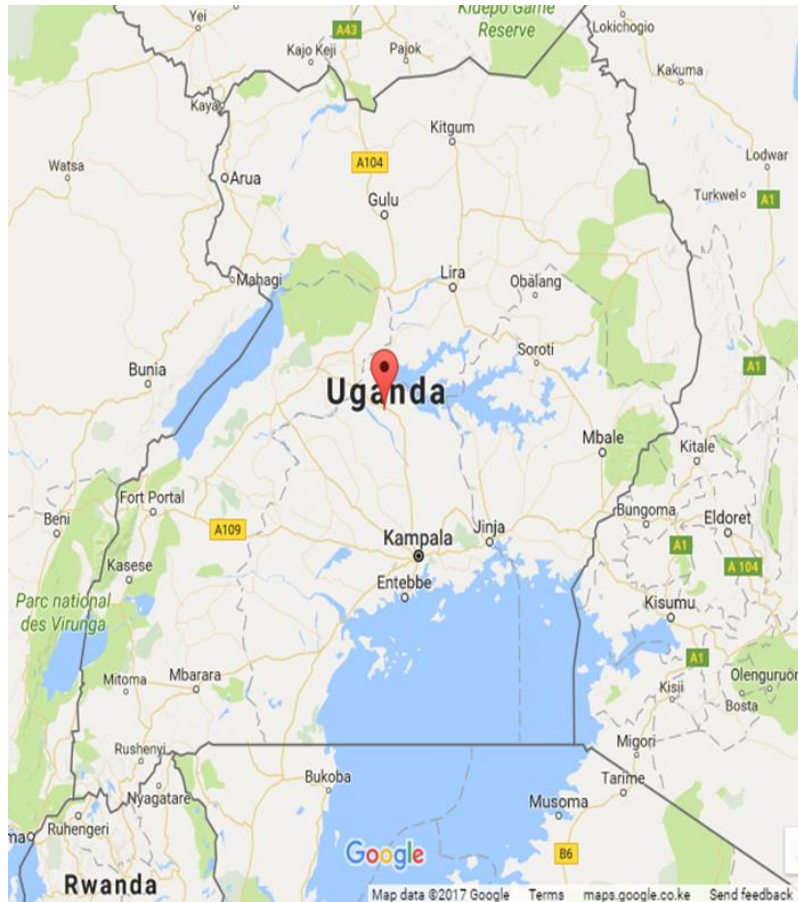 Kidepo Game
Reserve
Lokichogio
Yei
A43
Kajo Keji
Pajok
Kakuma
Kaya
Kitgum
Watsa
A104
Lodwar
Arua
Turkwel
A1
Gulu
Mahagi
Lira
Obalang
Soroti
Bunia
A1
Uganda
Mbale
Kitale
Fort Portal
Bungoma
Eldoret
Beni
A109
Jinja
Kampala
A1
A 104
Kasese
Entebbe
Parc national
des Virunga
Kisumu
A1
Mitoma
Mbarara
Kisii
Olenguruon
Bosta
Rushenyi
Migori
Bukoba
Nyagatare
Tarime
Musoma
Ruhengeri
ma
Google
B6
Rwanda
Map data ©2017 Google
Terms
maps.google.co.ke
Send feedback